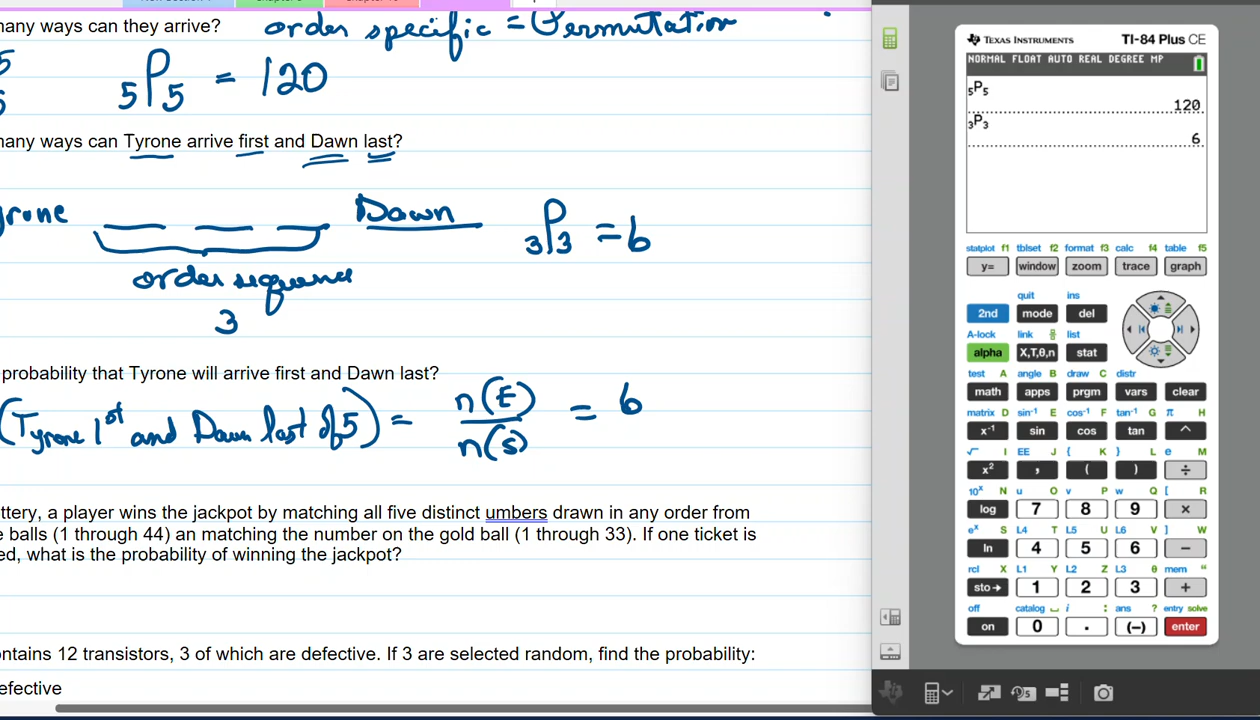 many ways can they arrive? order specific = Permutation
5P5 = 120
many ways can Tyrone arrive first and Dawn last?
yrone Dawn 3P3 = 6
order sequence
3
probability that Tyrone will arrive first and Dawn last?
(Tyrone 1st and Dawn last of 5) = n(E) = 6
n(S)
ttery, a player wins the jackpot by matching all five distinct umbers drawn in any order from
e balls (1 through 44) an matching the number on the gold ball (1 through 33). If one ticket is
ed, what is the probability of winning the jackpot?
ontains 12 transistors, 3 of which are defective. If 3 are selected random, find the probability:
efective
TEXAS INSTRUMENTS TI-84 Plus CE
NORMAL FLOAT AUTO REAL DEGREE MP
5P5
120
3P3
6
statplot f1 tblset f2 format f3 calc f4 table f5
y= window zoom trace graph
quit ins
2nd mode del
A-lock link list
alpha X,T,θ,n stat
test A angle B draw C distr
math apps prgm vars clear
matrix D sin-1 E cos-1 F tan-1 G π H
x-1 sin cos tan ^
√ I EE J { K } L e M
x² , ( ) ÷
10x N u O v P w Q [ R
log 7 8 9 ×
ex S L4 T L5 U L6 V ] W
ln 4 5 6 −
rcl X L1 Y L2 Z L3 θ mem "
sto→ 1 2 3 +
off catalog i : ans ? entry solve
on 0 . (−) enter